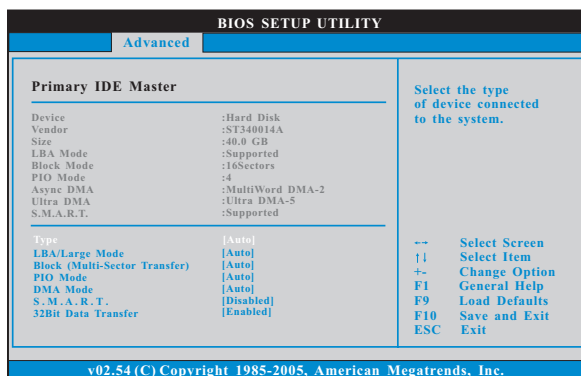 BIOS SETUP UTILITY
Advanced
Primary IDE Master
Device :Hard Disk
Vendor :ST340014A
Size :40.0 GB
LBA Mode :Supported
Block Mode :16Sectors
PIO Mode :4
Async DMA :MultiWord DMA-2
Ultra DMA :Ultra DMA-5
S.M.A.R.T. :Supported
Type [Auto]
LBA/Large Mode [Auto]
Block (Multi-Sector Transfer) [Auto]
PIO Mode [Auto]
DMA Mode [Auto]
S.M.A.R.T. [Disabled]
32Bit Data Transfer [Enabled]
Select the type
of device connected
to the system.
←→ Select Screen
↑↓ Select Item
+- Change Option
F1 General Help
F9 Load Defaults
F10 Save and Exit
ESC Exit
v02.54 (C) Copyright 1985-2005, American Megatrends, Inc.